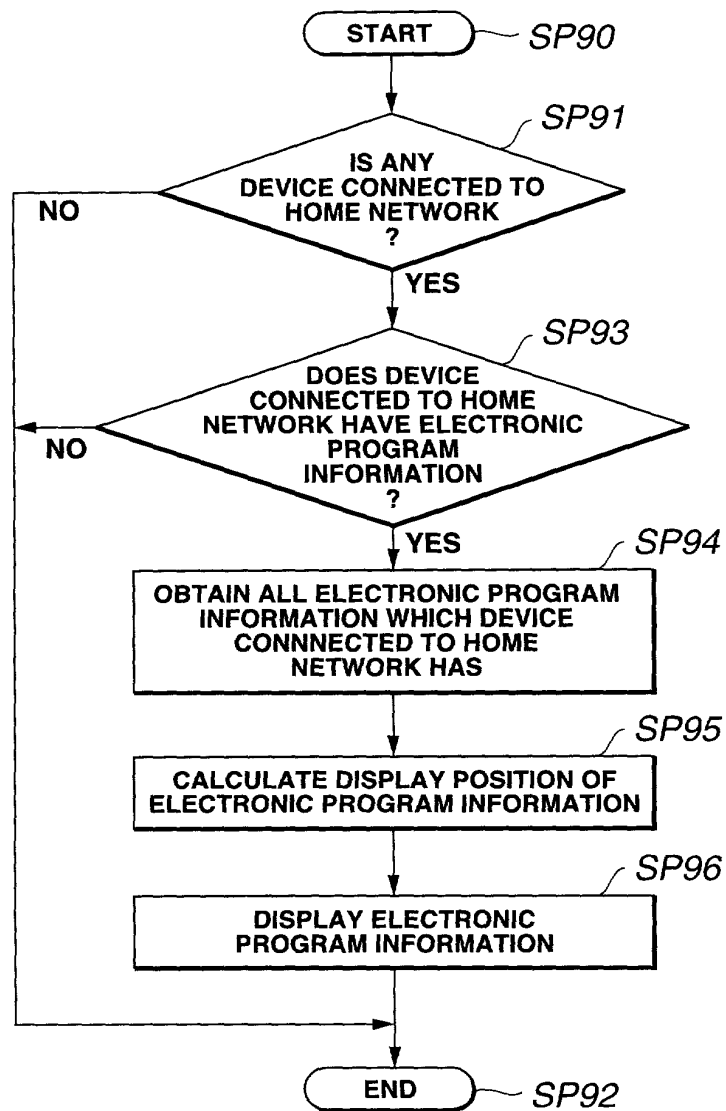 START
SP90
SP91
IS ANY
DEVICE CONNECTED TO
HOME NETWORK
?
NO
YES
SP93
DOES DEVICE
CONNECTED TO HOME
NETWORK HAVE ELECTRONIC
PROGRAM
INFORMATION
?
NO
YES
SP94
OBTAIN ALL ELECTRONIC PROGRAM
INFORMATION WHICH DEVICE
CONNNECTED TO HOME
NETWORK HAS
SP95
CALCULATE DISPLAY POSITION OF
ELECTRONIC PROGRAM INFORMATION
SP96
DISPLAY ELECTRONIC
PROGRAM INFORMATION
END
SP92